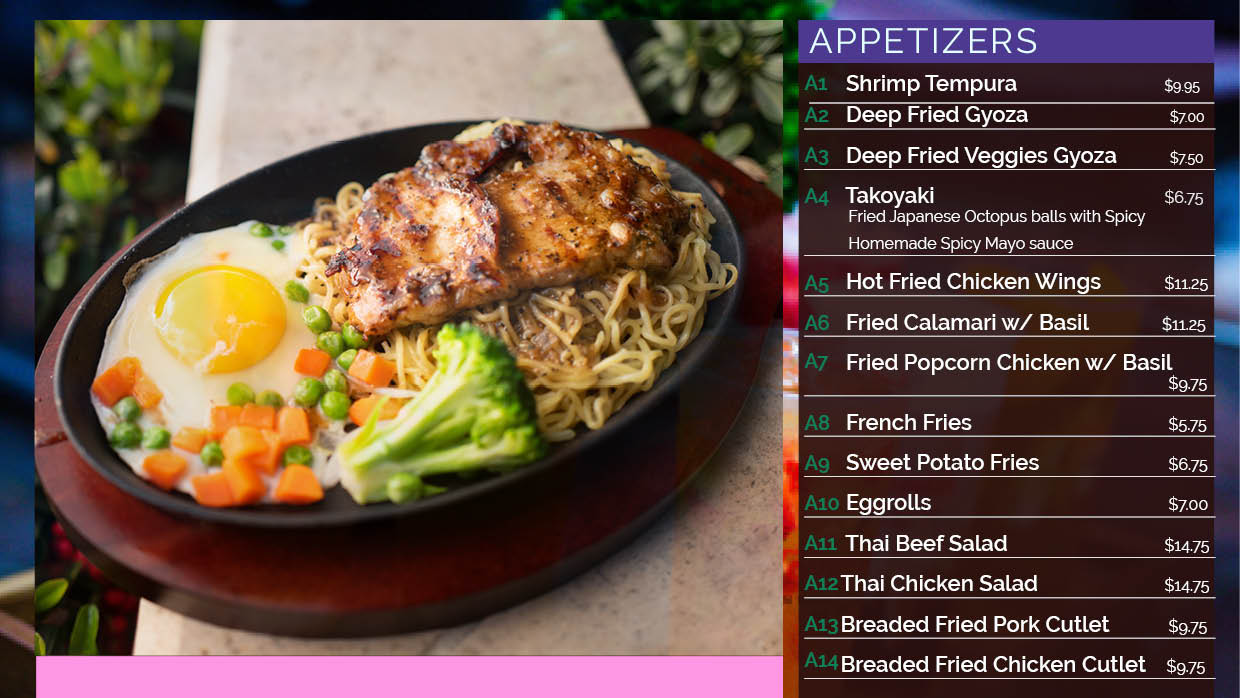 APPETIZERS
A1 Shrimp Tempura $9.95
A2 Deep Fried Gyoza $7.00
A3 Deep Fried Veggies Gyoza $7.50
A4 Takoyaki $6.75
Fried Japanese Octopus balls with Spicy
Homemade Spicy Mayo sauce
A5 Hot Fried Chicken Wings $11.25
A6 Fried Calamari w/ Basil $11.25
A7 Fried Popcorn Chicken w/ Basil
$9.75
A8 French Fries $5.75
A9 Sweet Potato Fries $6.75
A10 Eggrolls $7.00
A11 Thai Beef Salad $14.75
A12 Thai Chicken Salad $14.75
A13 Breaded Fried Pork Cutlet $9.75
A14 Breaded Fried Chicken Cutlet $9.75